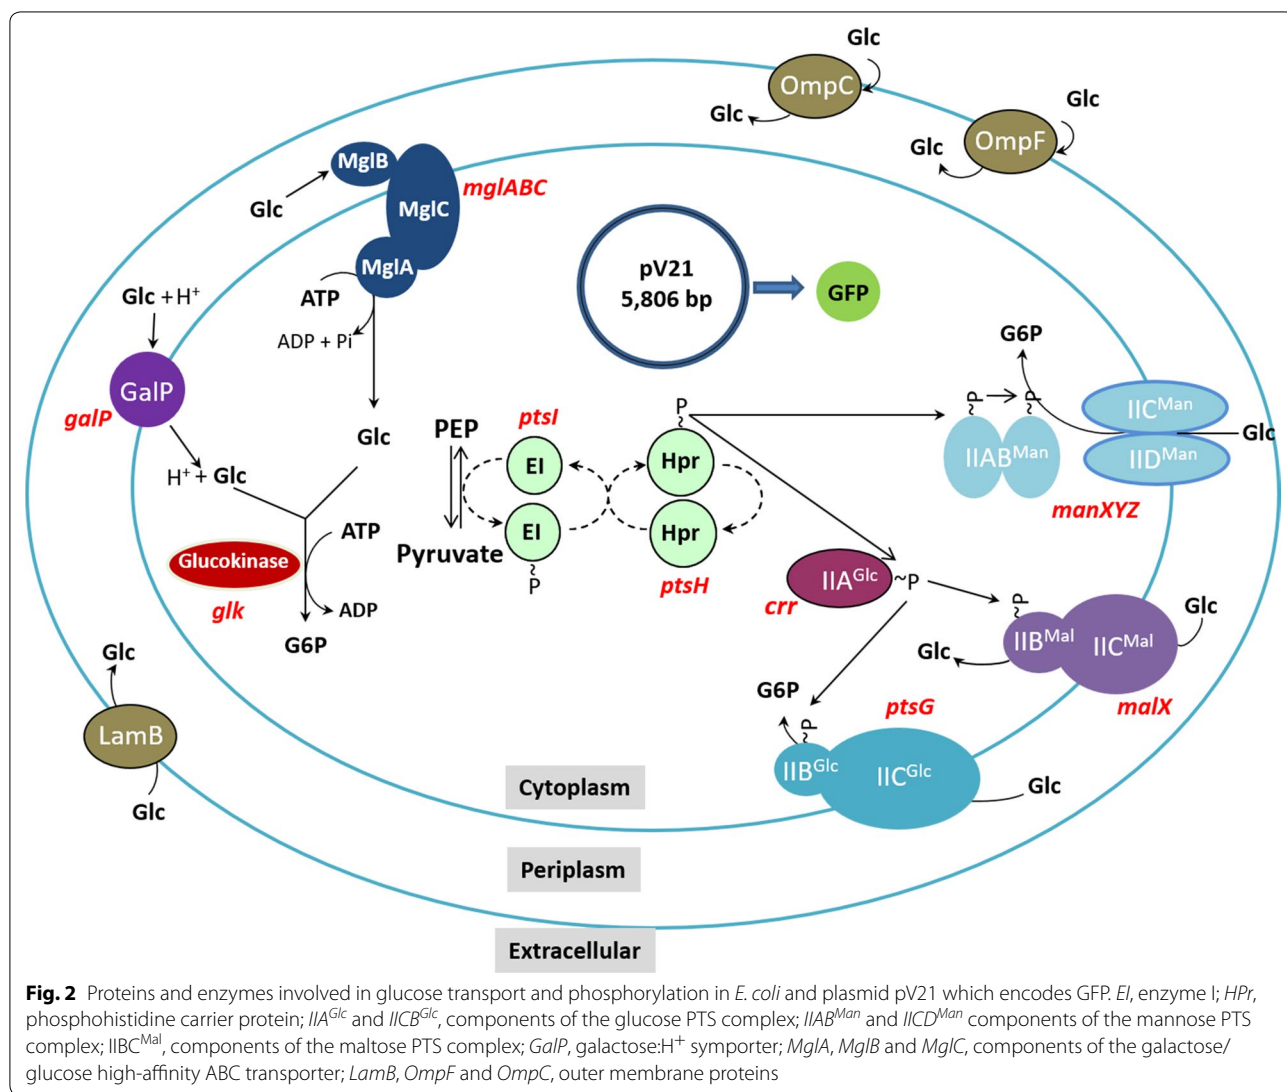 Glc
OmpC
Glc
Glc
OmpF
Glc
MglB
Glc
MglC
mglABC
MglA
ATP
ADP + Pi
Glc
pV21
5,806 bp
GFP
Glc + H⁺
GalP
galP
H⁺ + Glc
ATP
Glucokinase
glk
ADP
G6P
PEP
Pyruvate
ptsI
EI
EI
~P
P~
Hpr
Hpr
ptsH
G6P
~P
~P
IIAB^Man
IIC^Man
IID^Man
Glc
manXYZ
IIA^Glc
~P
crr
~P
IIB^Mal
IIC^Mal
Glc
Glc
malX
G6P
~P
ptsG
IIB^Glc
IIC^Glc
Glc
Glc
LamB
Glc
Cytoplasm
Periplasm
Extracellular
Fig. 2 Proteins and enzymes involved in glucose transport and phosphorylation in E. coli and plasmid pV21 which encodes GFP. EI, enzyme I; HPr,
phosphohistidine carrier protein; IIA^Glc and IICB^Glc, components of the glucose PTS complex; IIAB^Man and IICD^Man components of the mannose PTS
complex; IIBC^Mal, components of the maltose PTS complex; GalP, galactose:H⁺ symporter; MglA, MglB and MglC, components of the galactose/
glucose high-affinity ABC transporter; LamB, OmpF and OmpC, outer membrane proteins